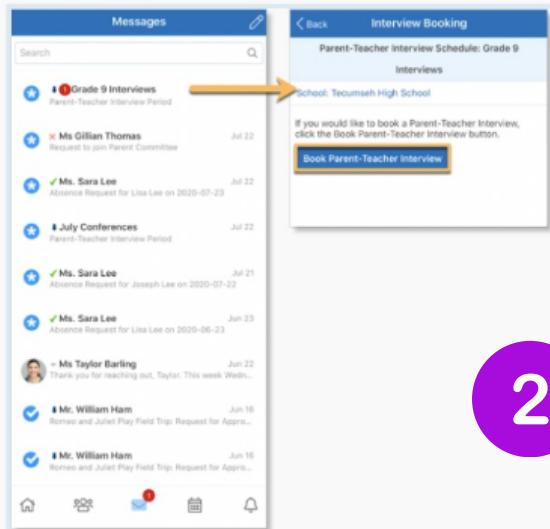 Messages
Search
1 Grade 9 Interviews
Parent-Teacher Interview Period
Ms Gillian Thomas Jul 22
Request to join Parent Committee
Ms. Sara Lee Jul 22
Absence Request for Lisa Lee on 2020-07-23
July Conferences Jul 22
Parent-Teacher Interview Period
Ms. Sara Lee Jul 21
Absence Request for Joseph Lee on 2020-07-22
Ms. Sara Lee Jun 23
Absence Request for Lisa Lee on 2020-06-23
Ms Taylor Barling Jun 22
Thank you for reaching out, Taylor. This week Wedn...
Mr. William Ham Jun 16
Romeo and Juliet Play Field Trip: Request for Appro...
Mr. William Ham Jun 16
Romeo and Juliet Play Field Trip: Request for Appro...
1
Back Interview Booking
Parent-Teacher Interview Schedule: Grade 9
Interviews
School: Tecumseh High School
If you would like to book a Parent-Teacher Interview,
click the Book Parent-Teacher Interview button.
Book Parent-Teacher Interview
2